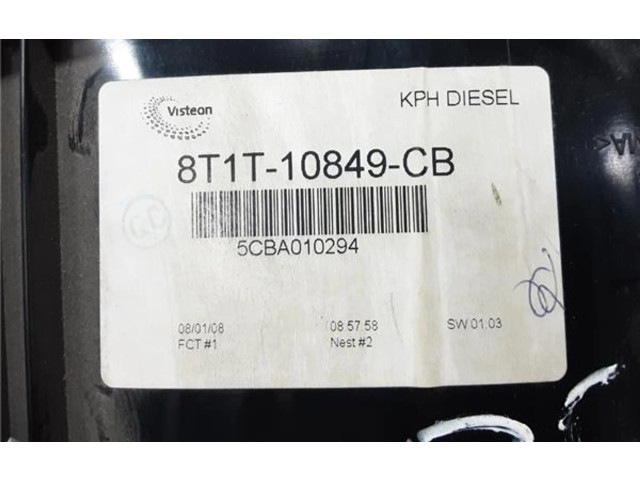 Visteon
KPH DIESEL
8T1T-10849-CB
5CBA010294
08/01/08 08:57:58 SW 01.03
FCT #1 Nest #2